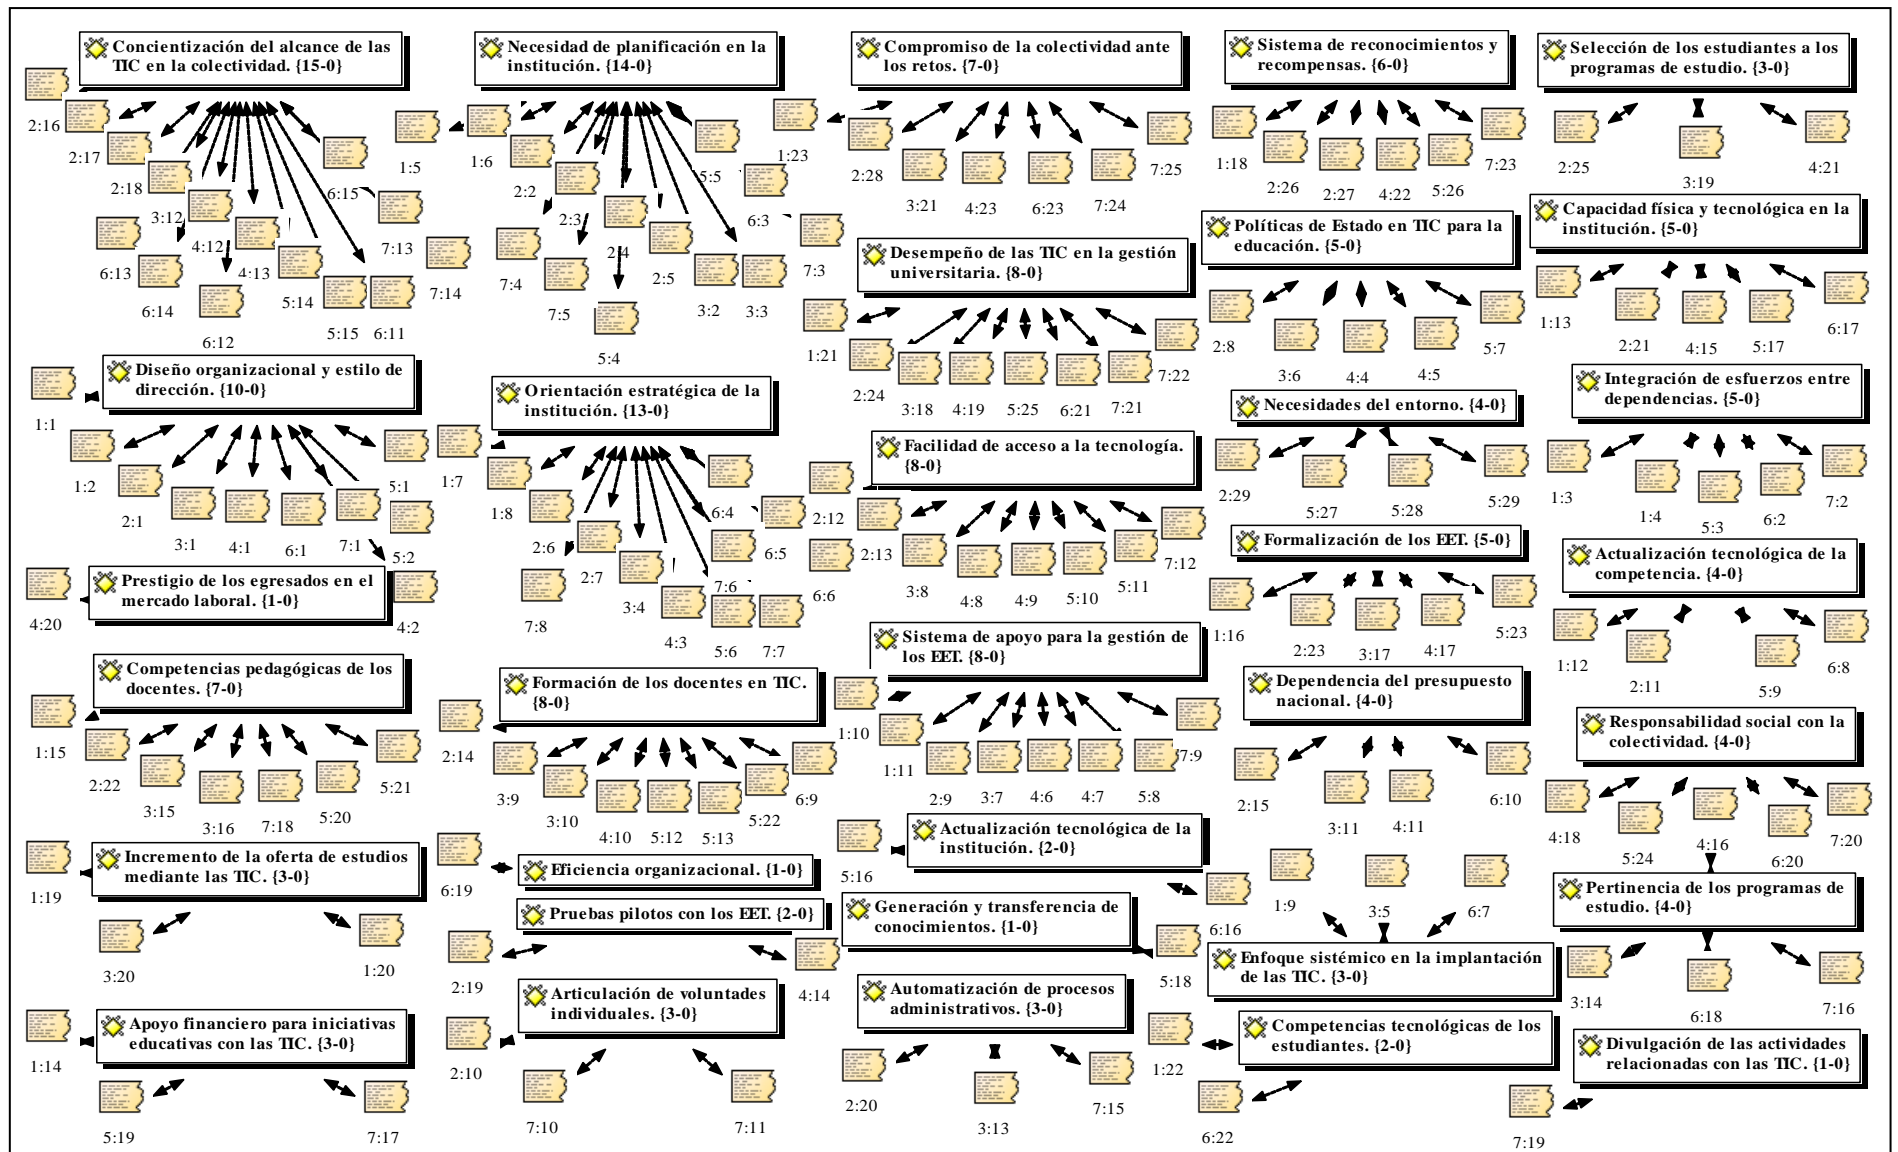 Concientización del alcance de las
TIC en la colectividad. {15-0}
2:16
2:17
2:18
3:12
4:12
4:13
5:14
5:15
6:11
6:12
6:13
6:14
6:15
7:13
7:14
Diseño organizacional y estilo de
dirección. {10-0}
1:1
1:2
2:1
3:1
4:1
6:1
7:1
5:1
5:2
4:2
Prestigio de los egresados en el
mercado laboral. {1-0}
4:20
Competencias pedagógicas de los
docentes. {7-0}
1:15
2:22
3:15
3:16
7:18
5:20
5:21
Incremento de la oferta de estudios
mediante las TIC. {3-0}
1:19
3:20
1:20
Apoyo financiero para iniciativas
educativas con las TIC. {3-0}
1:14
5:19
7:17
Necesidad de planificación en la
institución. {14-0}
1:5
1:6
2:2
2:3
2:4
2:5
3:2
3:3
5:4
5:5
6:3
7:3
7:4
7:5
Orientación estratégica de la
institución. {13-0}
1:7
1:8
2:6
2:7
3:4
4:3
5:6
7:7
7:6
6:4
6:5
6:6
7:8
Formación de los docentes en TIC.
{8-0}
2:14
3:9
3:10
4:10
5:12
5:13
5:22
6:9
Eficiencia organizacional. {1-0}
6:19
Pruebas pilotos con los EET. {2-0}
2:19
4:14
Articulación de voluntades
individuales. {3-0}
2:10
7:10
7:11
Compromiso de la colectividad ante
los retos. {7-0}
1:23
2:28
3:21
4:23
6:23
7:24
7:25
Desempeño de las TIC en la gestión
universitaria. {8-0}
1:21
2:24
3:18
4:19
5:25
6:21
7:21
7:22
Facilidad de acceso a la tecnología.
{8-0}
2:12
2:13
3:8
4:8
4:9
5:10
5:11
7:12
Sistema de apoyo para la gestión de
los EET. {8-0}
1:10
1:11
2:9
3:7
4:6
4:7
5:8
7:9
Actualización tecnológica de la
institución. {2-0}
5:16
6:16
Generación y transferencia de
conocimientos. {1-0}
5:18
Automatización de procesos
administrativos. {3-0}
2:20
3:13
7:15
Sistema de reconocimientos y
recompensas. {6-0}
1:18
2:26
2:27
4:22
5:26
7:23
Políticas de Estado en TIC para la
educación. {5-0}
2:8
3:6
4:4
4:5
5:7
Necesidades del entorno. {4-0}
2:29
5:27
5:28
5:29
Formalización de los EET. {5-0}
1:16
2:23
3:17
4:17
5:23
Dependencia del presupuesto
nacional. {4-0}
2:15
3:11
4:11
6:10
1:9
3:5
6:7
Enfoque sistémico en la implantación
de las TIC. {3-0}
Competencias tecnológicas de los
estudiantes. {2-0}
1:22
6:22
Selección de los estudiantes a los
programas de estudio. {3-0}
2:25
3:19
4:21
Capacidad física y tecnológica en la
institución. {5-0}
1:13
2:21
4:15
5:17
6:17
Integración de esfuerzos entre
dependencias. {5-0}
1:3
1:4
5:3
6:2
7:2
Actualización tecnológica de la
competencia. {4-0}
1:12
2:11
5:9
6:8
Responsabilidad social con la
colectividad. {4-0}
4:18
5:24
4:16
6:20
7:20
Pertinencia de los programas de
estudio. {4-0}
3:14
6:18
7:16
Divulgación de las actividades
relacionadas con las TIC. {1-0}
7:19